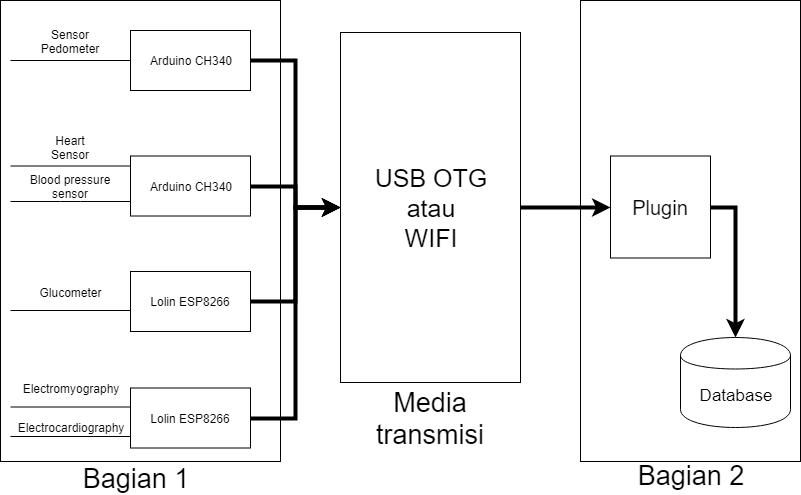 Sensor
Pedometer
Arduino CH340
Heart
Sensor
Blood pressure
sensor
Arduino CH340
Glucometer
Lolin ESP8266
Electromyography
Electrocardiography
Lolin ESP8266
Bagian 1
USB OTG
atau
WIFI
Media
transmisi
Plugin
Database
Bagian 2